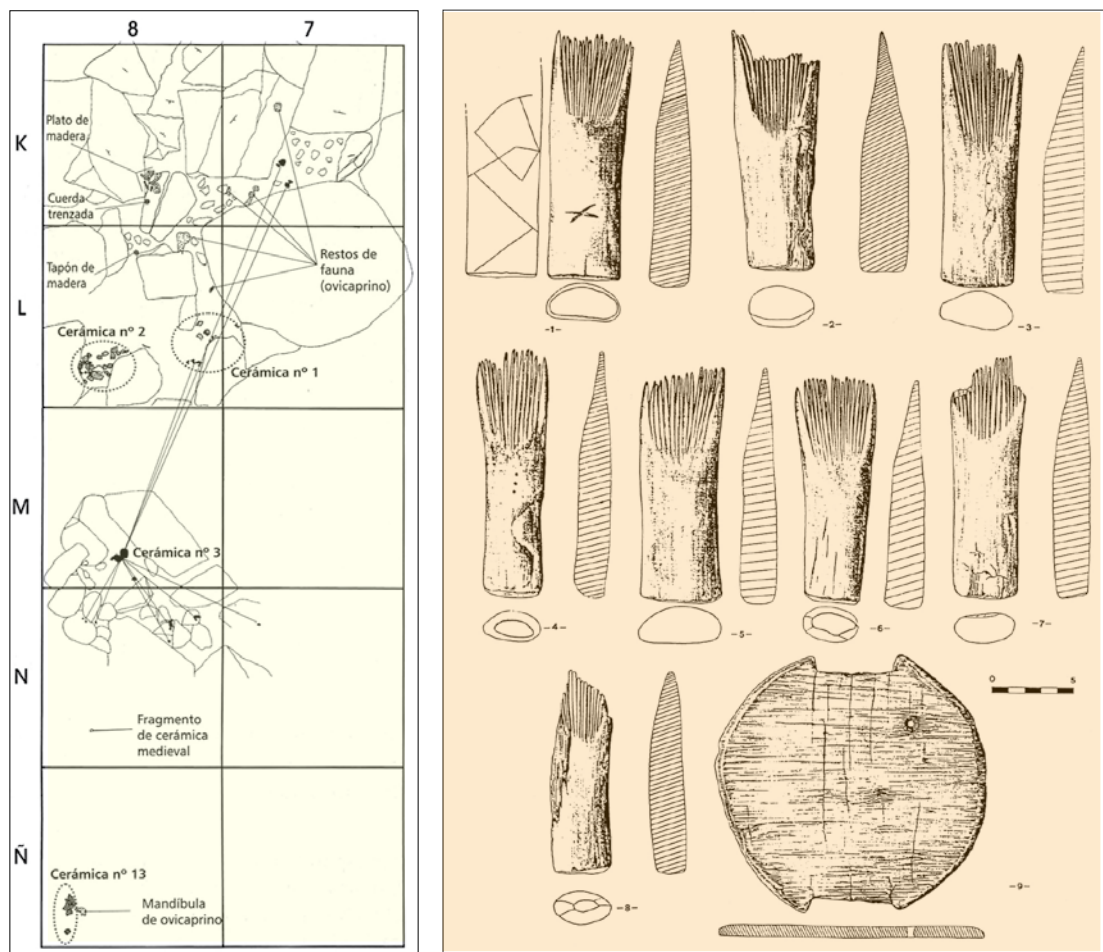 8 7
K
Plato de
madera
Cuerda
trenzada
Tapón de
madera
Restos de
fauna
(ovicaprino)
L
Cerámica nº 2
Cerámica nº 1
M
Cerámica nº 3
N
Fragmento
de cerámica
medieval
Ñ
Cerámica nº 13
Mandíbula
de ovicaprino
-1-
-2-
-3-
-4-
-5-
-6-
-7-
-8-
0 5
-9-